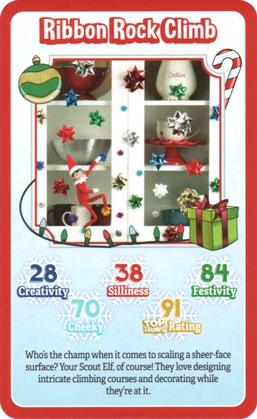 Ribbon Rock Climb
Cookies
28 38 84
Creativity Silliness Festivity
70 91
Cheeky TOP Rating
Who's the champ when it comes to scaling a sheer-face
surface? Your Scout Elf, of course! They love designing
intricate climbing courses and decorating while
they're at it.